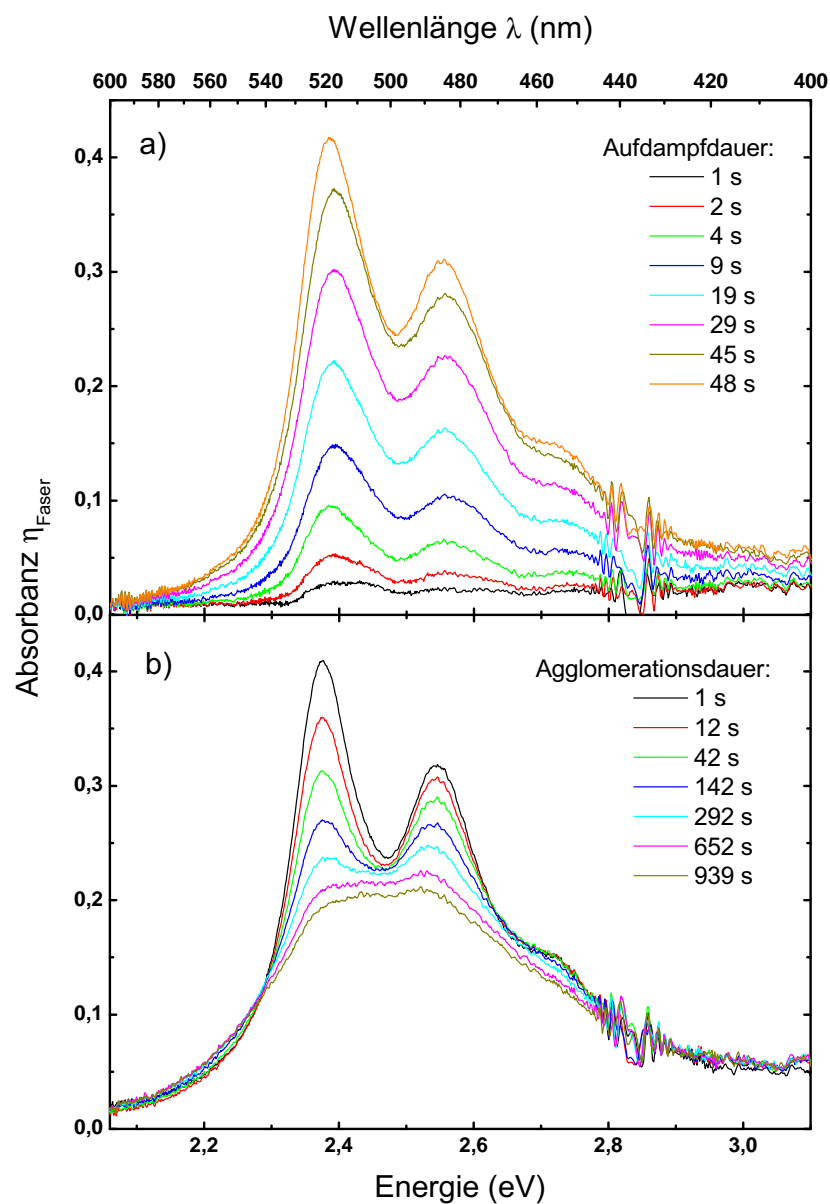 Wellenlänge λ (nm)
600 580 560 540 520 500 480 460 440 420 400
a)
Aufdampfdauer:
1 s
2 s
4 s
9 s
19 s
29 s
45 s
48 s
0,4
0,3
0,2
0,1
0,0
Absorbanz ηFaser
b)
Agglomerationsdauer:
1 s
12 s
42 s
142 s
292 s
652 s
939 s
0,4
0,3
0,2
0,1
0,0
2,2 2,4 2,6 2,8 3,0
Energie (eV)